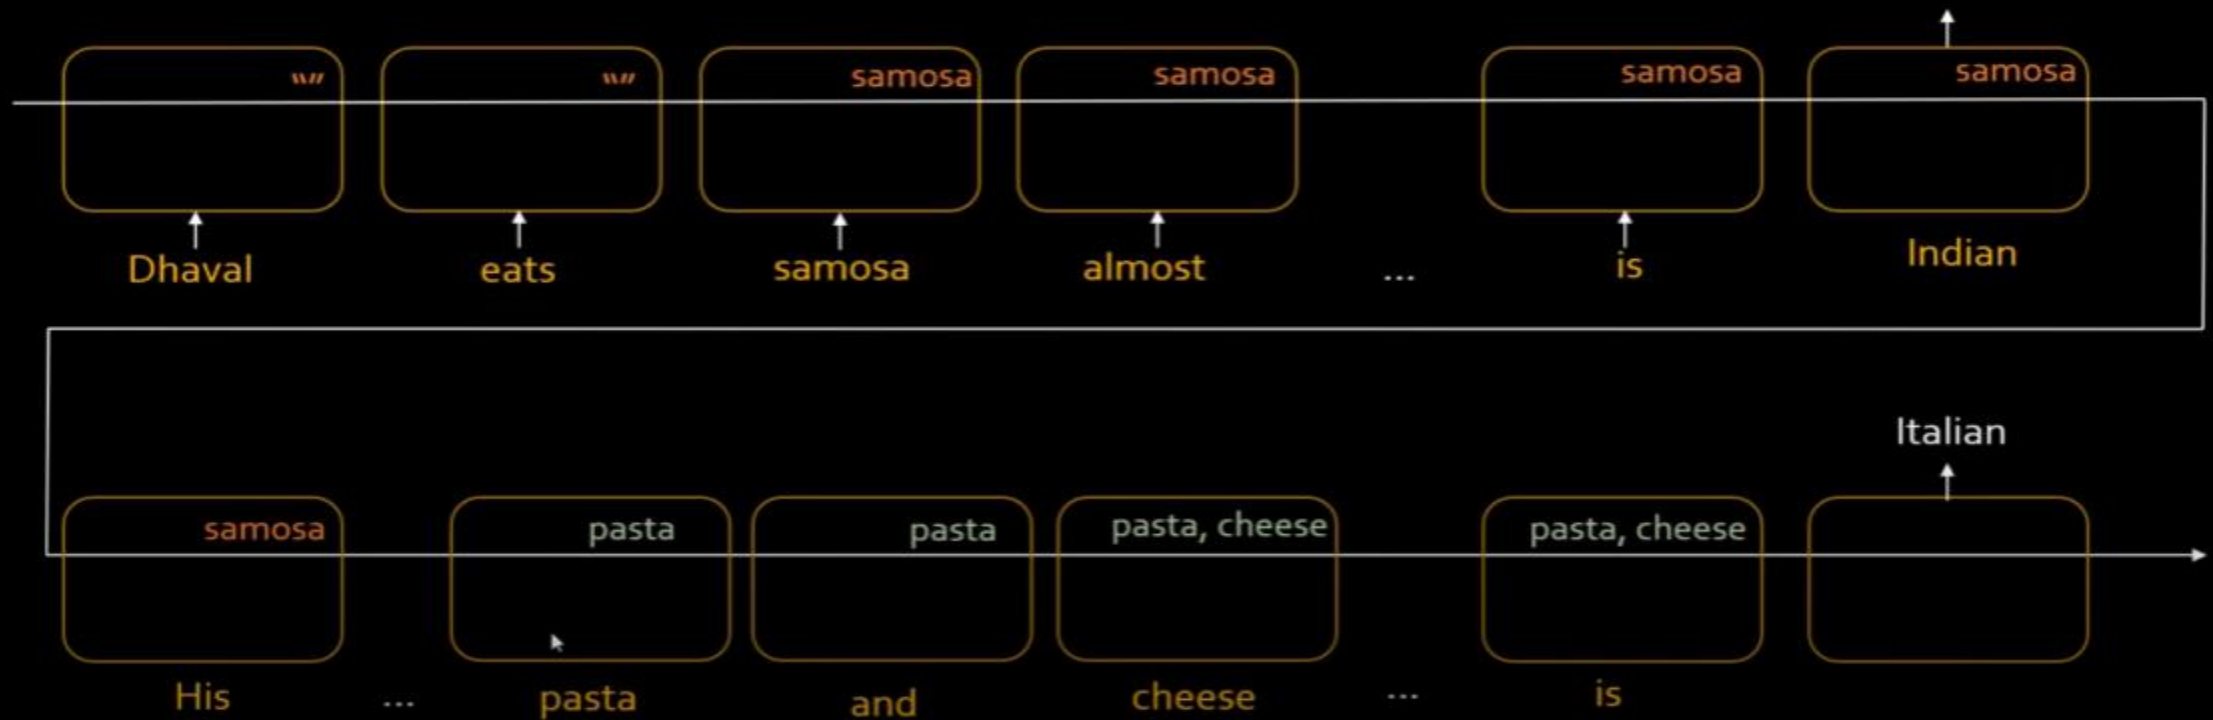 "" "" samosa samosa samosa samosa
Dhaval eats samosa almost ... is Indian
Italian
samosa pasta pasta pasta, cheese pasta, cheese
His ... pasta and cheese ... is